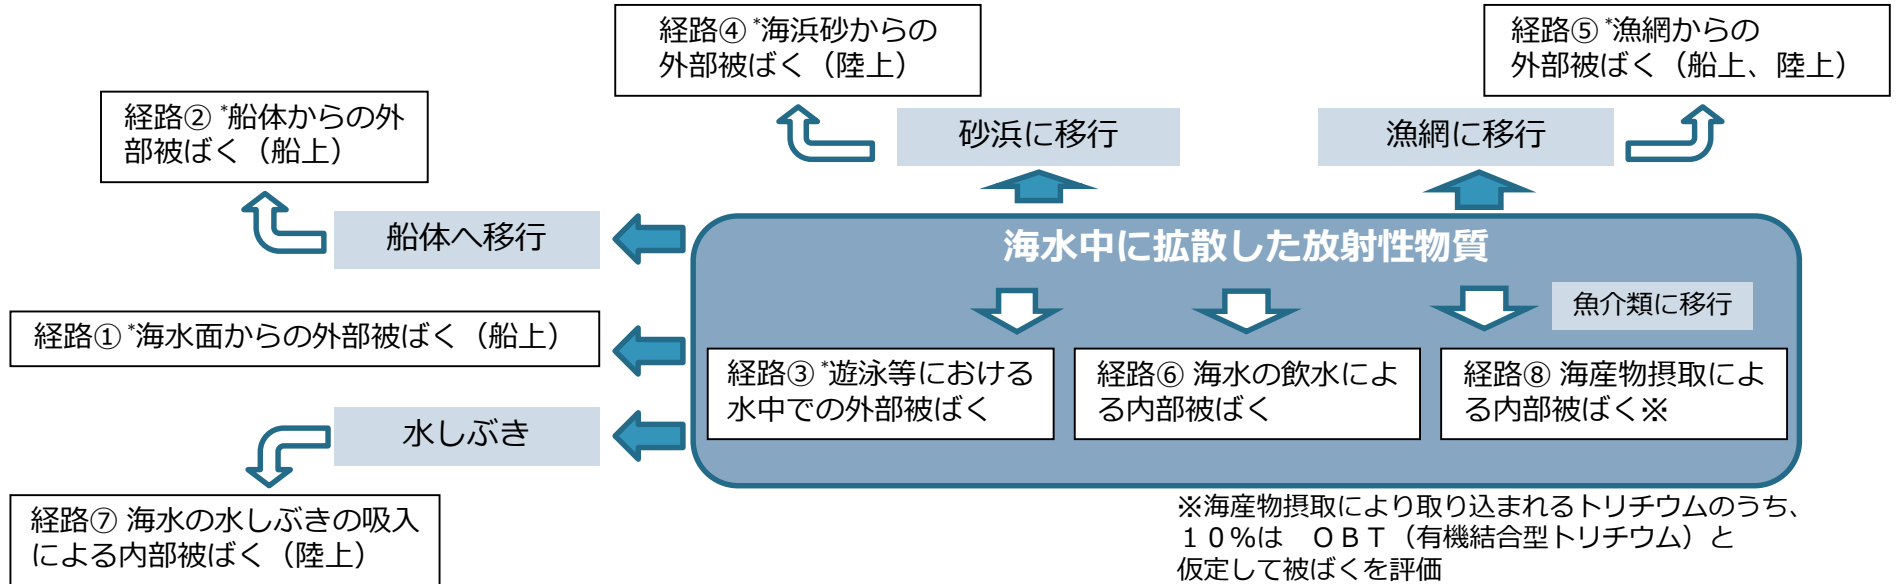 経路④ *海浜砂からの
外部被ばく（陸上）
経路⑤ *漁網からの
外部被ばく（船上、陸上）
経路② *船体からの外
部被ばく（船上）
砂浜に移行
漁網に移行
船体へ移行
海水中に拡散した放射性物質
魚介類に移行
経路① *海水面からの外部被ばく（船上）
経路③ *遊泳等における
水中での外部被ばく
経路⑥ 海水の飲水によ
る内部被ばく
経路⑧ 海産物摂取によ
る内部被ばく※
水しぶき
経路⑦ 海水の水しぶきの吸入
による内部被ばく（陸上）
※海産物摂取により取り込まれるトリチウムのうち、
１０％は　ＯＢＴ（有機結合型トリチウム）と
仮定して被ばくを評価